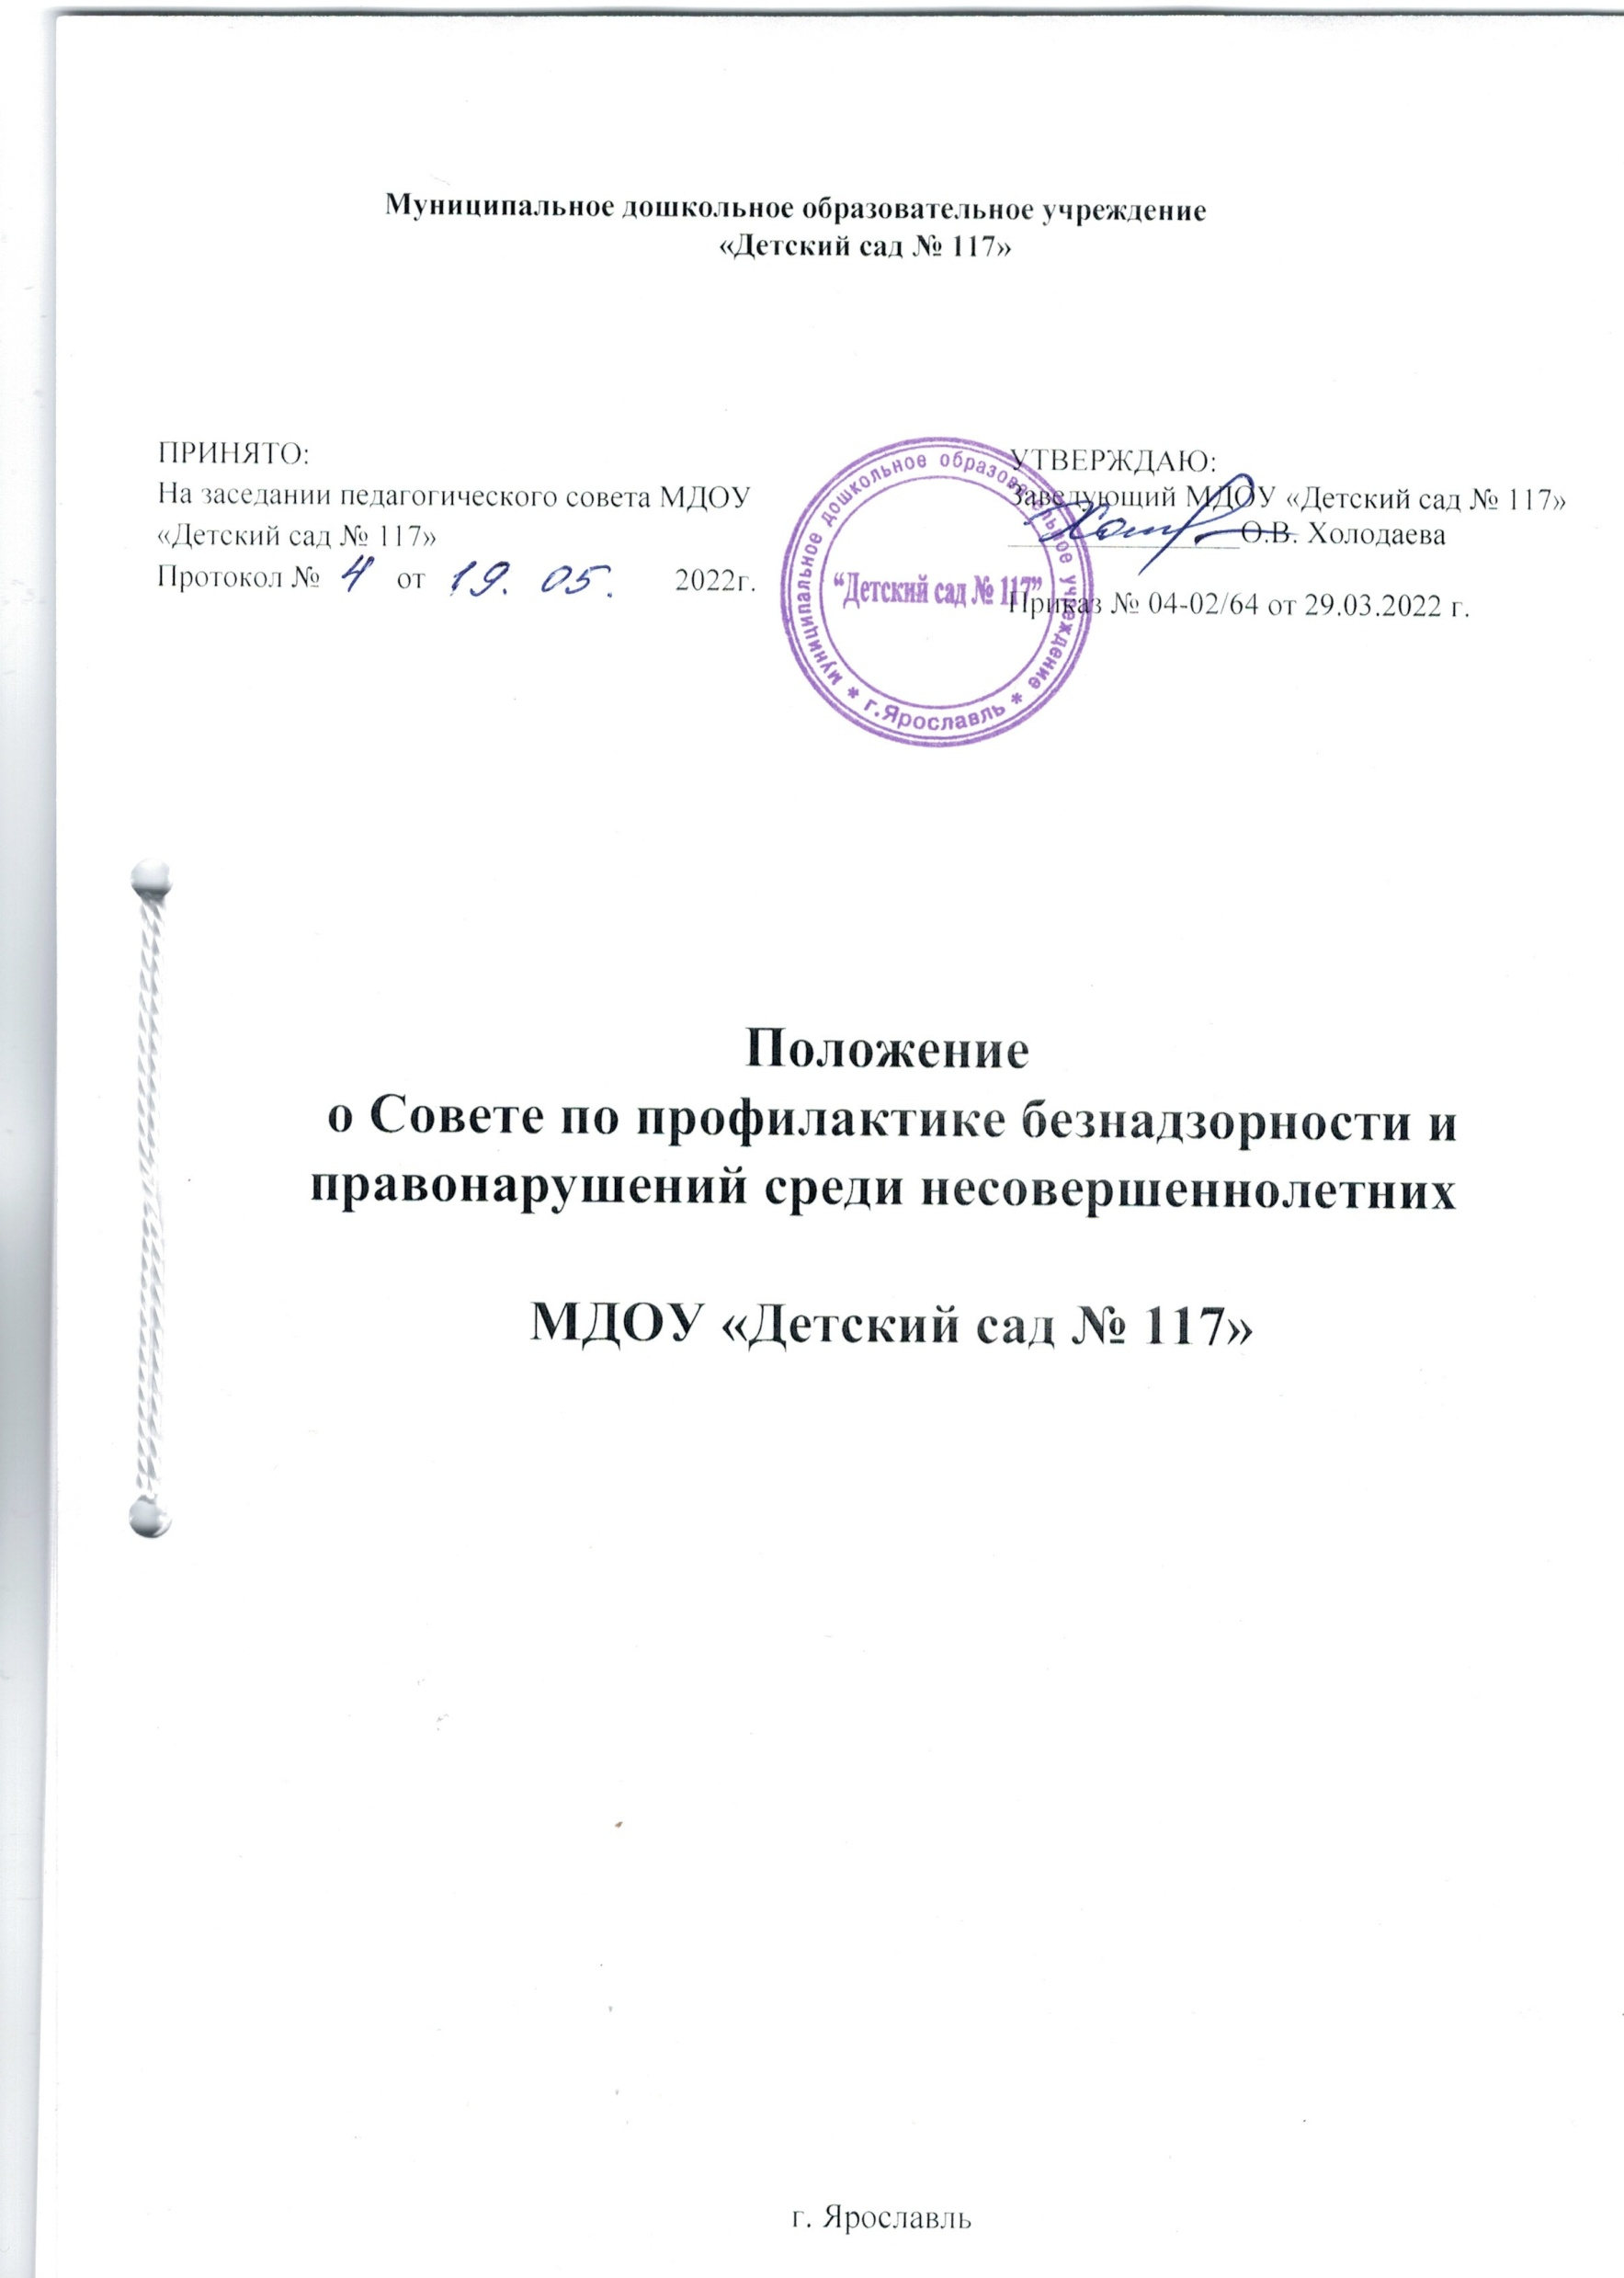 Муниципальное дошкольное образовательное учреждение
«Детский сад № 117»
ПРИНЯТО:
На заседании педагогического совета МДОУ
«Детский сад № 117»
Протокол № 4 от 19. 05. 2022г.
УТВЕРЖДАЮ:
Заведующий МДОУ «Детский сад № 117»
О.В. Холодаева
Приказ № 04-02/64 от 29.03.2022 г.
муниципальное дошкольное образовательное учреждение * г.Ярославль *
“Детский сад № 117”
Положение
о Совете по профилактике безнадзорности и
правонарушений среди несовершеннолетних
МДОУ «Детский сад № 117»
г. Ярославль